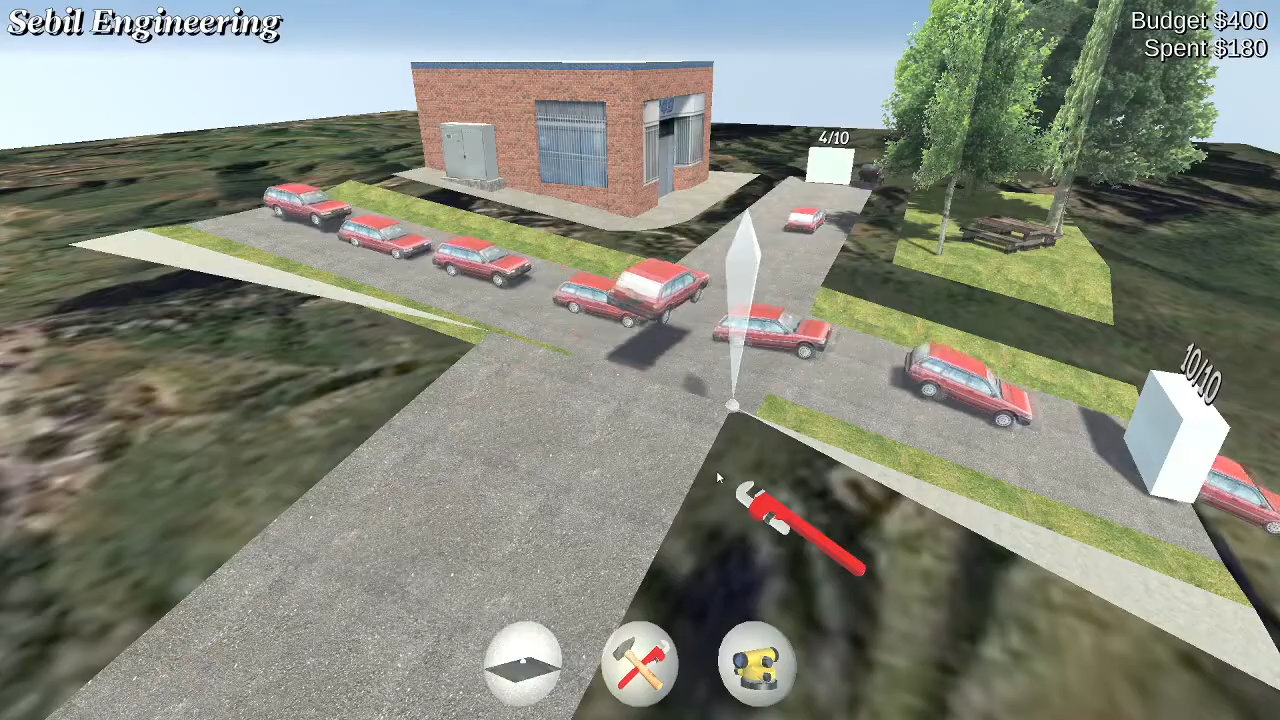 Sebil Engineering
Budget $400
Spent $180
4/10
10/10